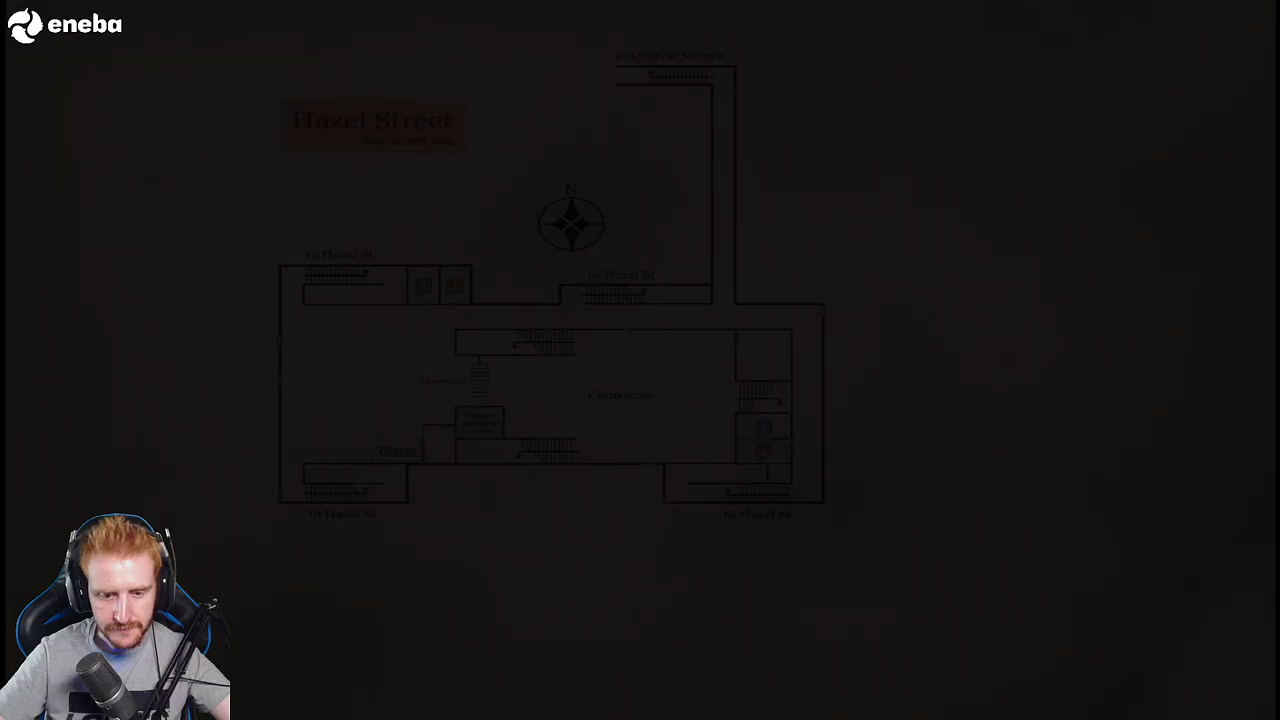 eneba
to Central Square
Hazel Street
N
to Hazel St
to Hazel St
Concourse
Tickets
to Hazel St
to Hazel St